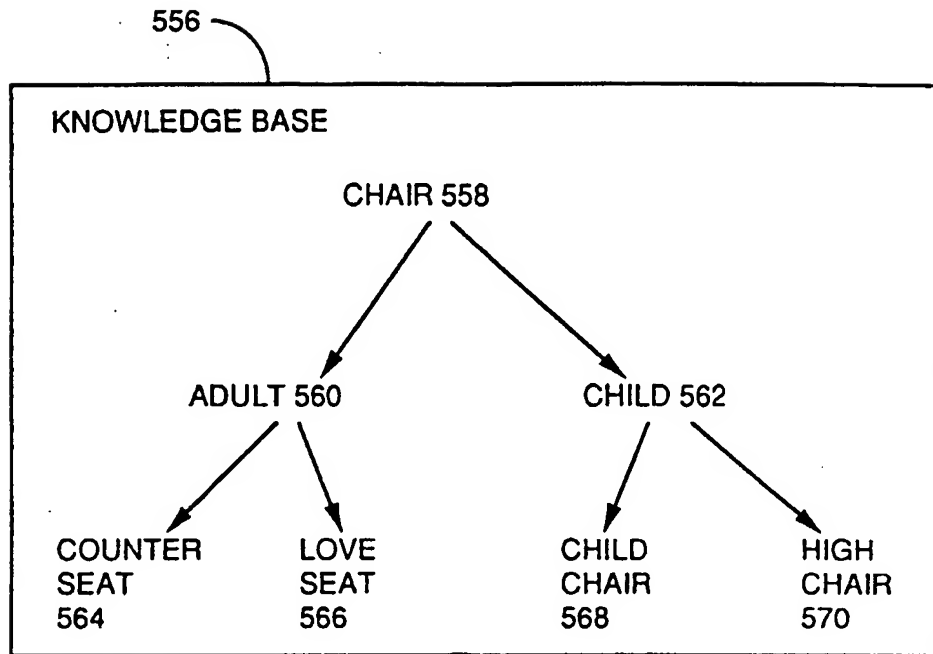 556
KNOWLEDGE BASE
CHAIR 558
ADULT 560
CHILD 562
COUNTER
SEAT
564
LOVE
SEAT
566
CHILD
CHAIR
568
HIGH
CHAIR
570